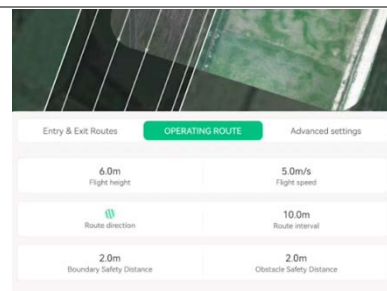 Entry & Exit Routes OPERATING ROUTE Advanced settings
6.0m 5.0m/s
Flight height Flight speed
10.0m
Route direction Route interval
2.0m 2.0m
Boundary Safety Distance Obstacle Safety Distance